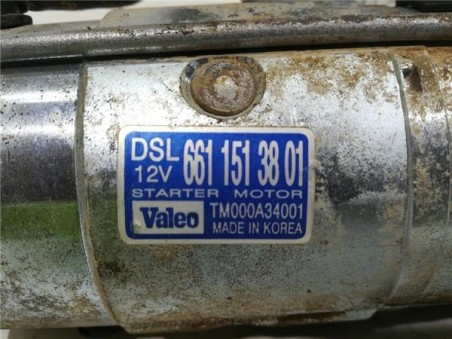 DSL 661 151 38 01
12V
STARTER MOTOR
Valeo TM000A34001
MADE IN KOREA